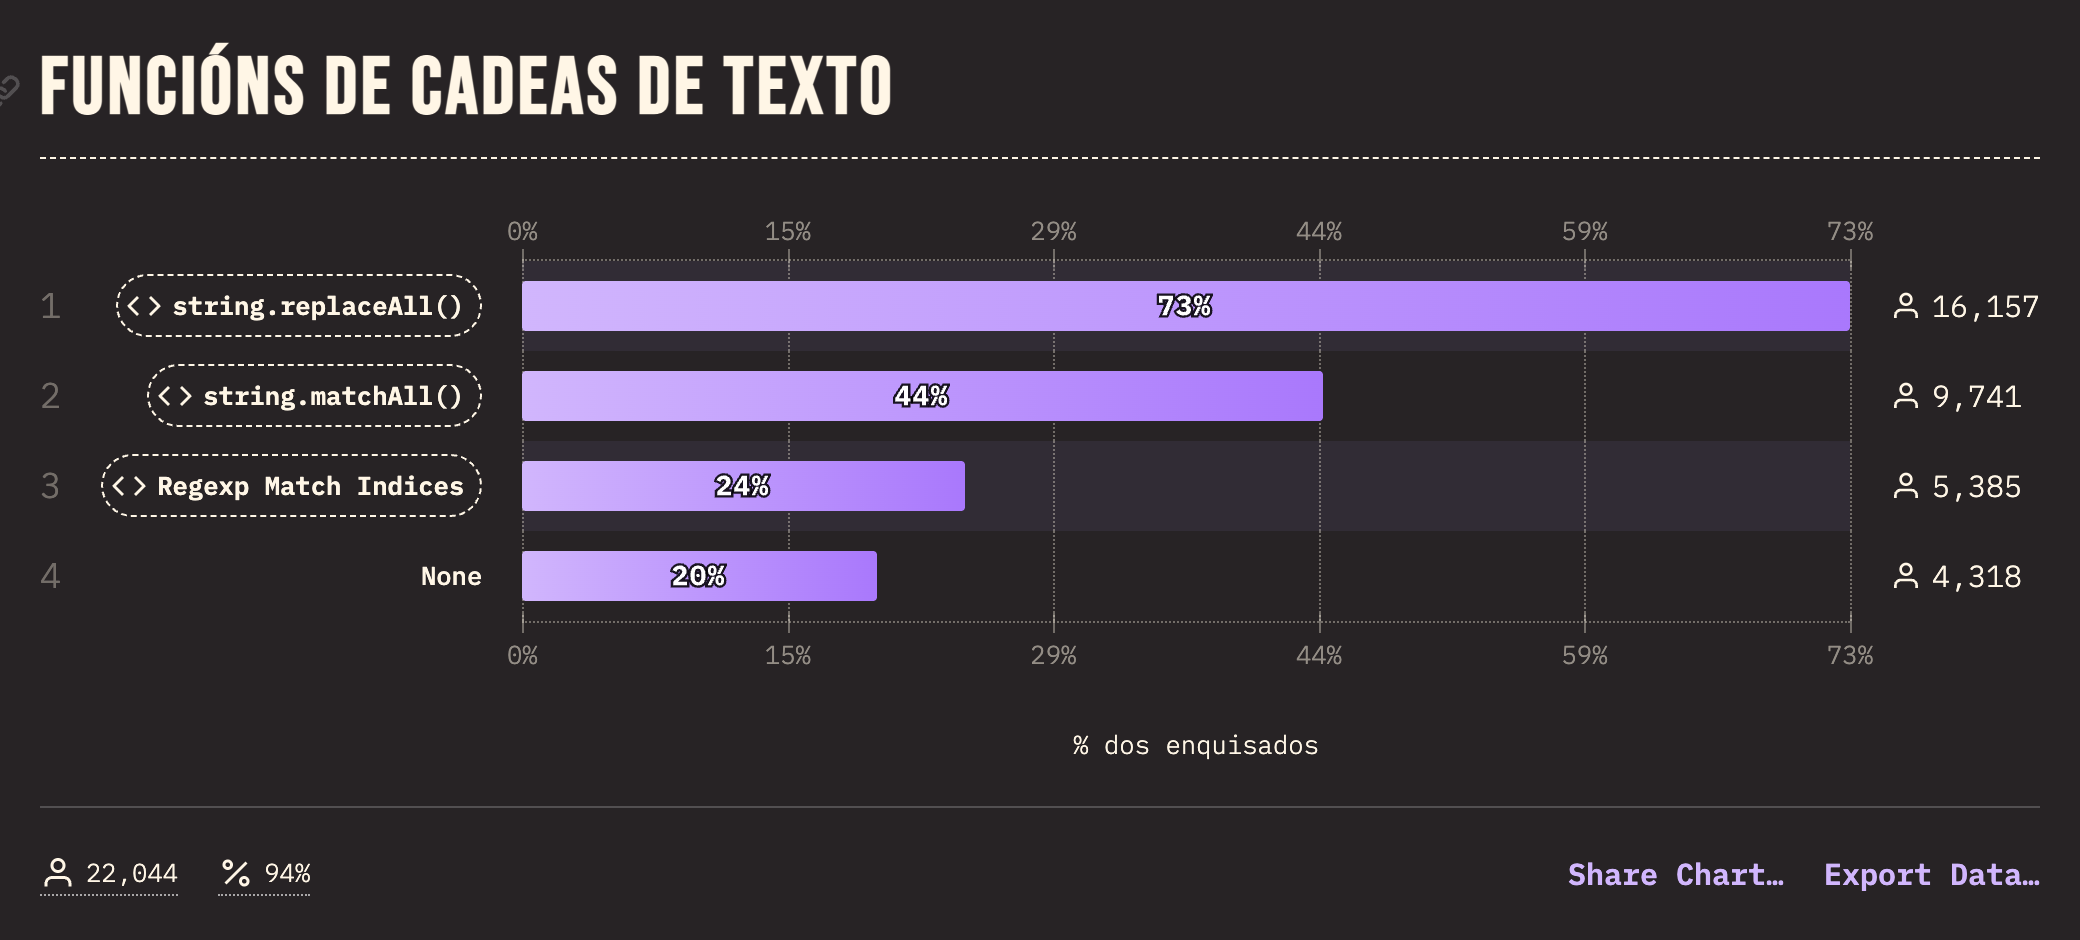 FUNCIÓNS DE CADEAS DE TEXTO
0% 15% 29% 44% 59% 73%
1 <> string.replaceAll() 73% 16,157
2 <> string.matchAll() 44% 9,741
3 <> Regexp Match Indices 24% 5,385
4 None 20% 4,318
0% 15% 29% 44% 59% 73%
% dos enquisados
22,044 % 94% Share Chart… Export Data…